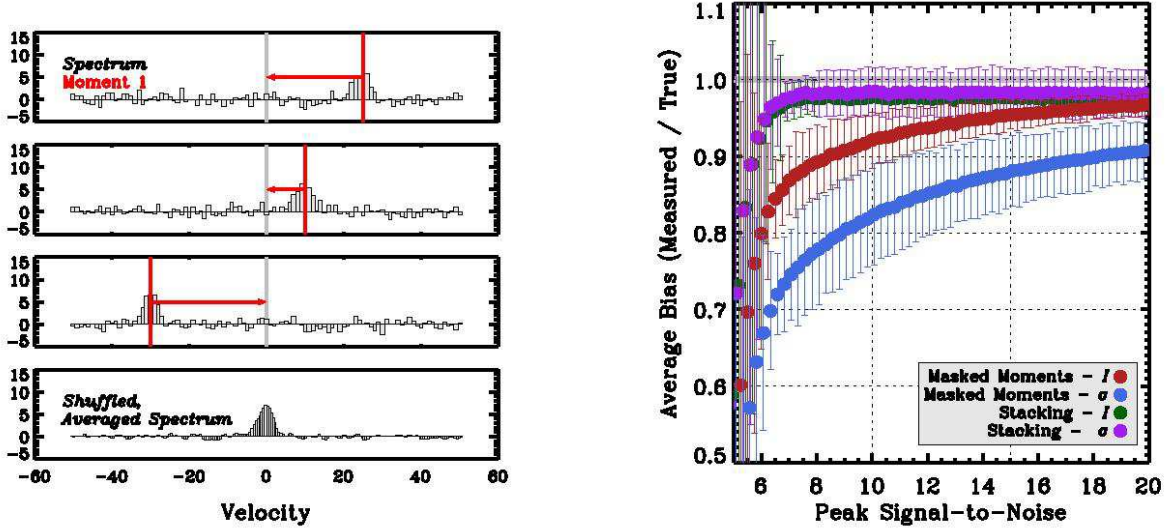 15
10
5
0
-5
Spectrum
Moment 1
15
10
5
0
-5
15
10
5
0
-5
15
10
5
0
-5
Shuffled,
Averaged Spectrum
-60 -40 -20 0 20 40 60
Velocity
1.1
1.0
0.9
0.8
0.7
0.6
0.5
Average Bias (Measured / True)
Masked Moments - I
Masked Moments - σ
Stacking - I
Stacking - σ
6 8 10 12 14 16 18 20
Peak Signal-to-Noise